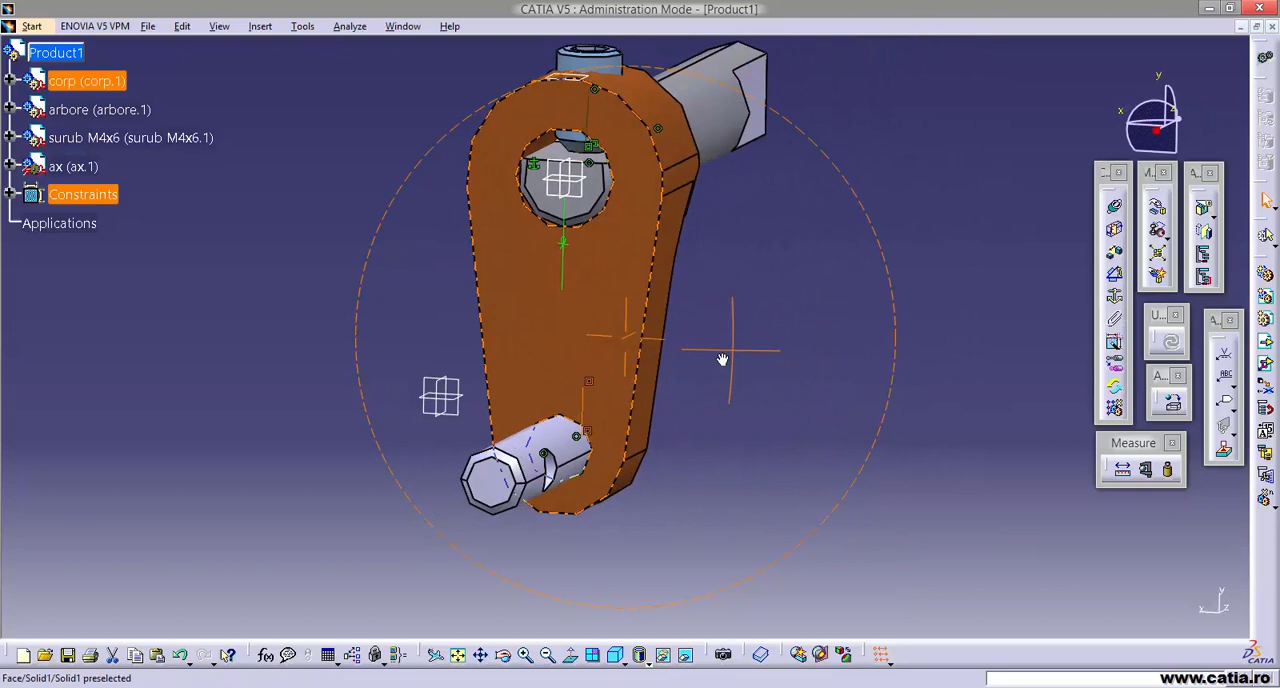 CATIA V5 : Administration Mode - [Product1]
Start ENOVIA V5 VPM File Edit View Insert Tools Analyze Window Help
Product1
corp (corp.1)
arbore (arbore.1)
surub M4x6 (surub M4x6.1)
ax (ax.1)
Constraints
Applications
y
x
U...
A...
A...
M...
A...
ABC
Measure
y
x
z
f(x)
CATIA
Face/Solid1/Solid1 preselected
www.catia.ro